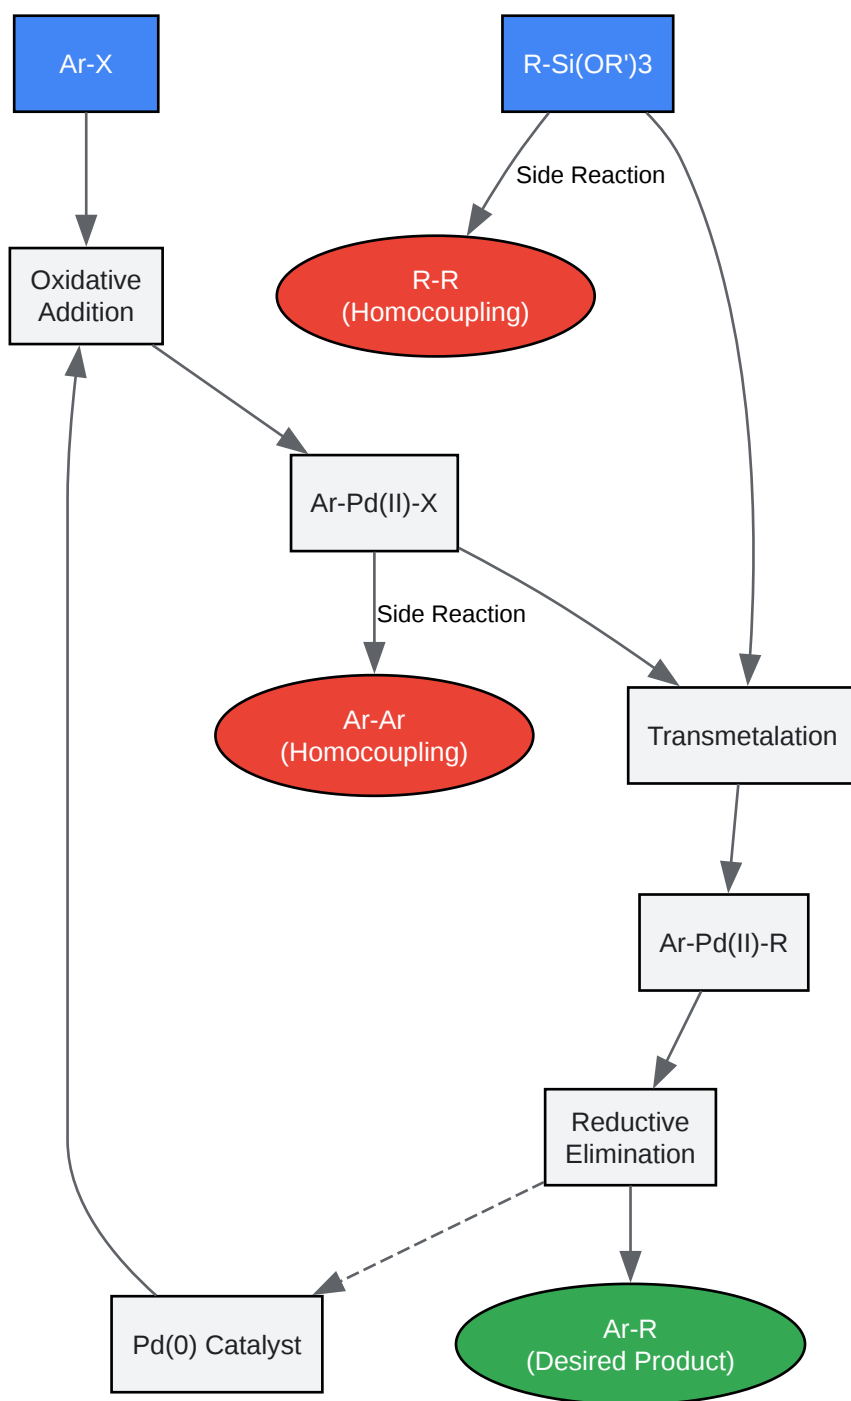 Ar-X
R-Si(OR')3
Side Reaction
Oxidative
Addition
R-R
(Homocoupling)
Ar-Pd(II)-X
Side Reaction
Ar-Ar
(Homocoupling)
Transmetalation
Ar-Pd(II)-R
Reductive
Elimination
Pd(0) Catalyst
Ar-R
(Desired Product)